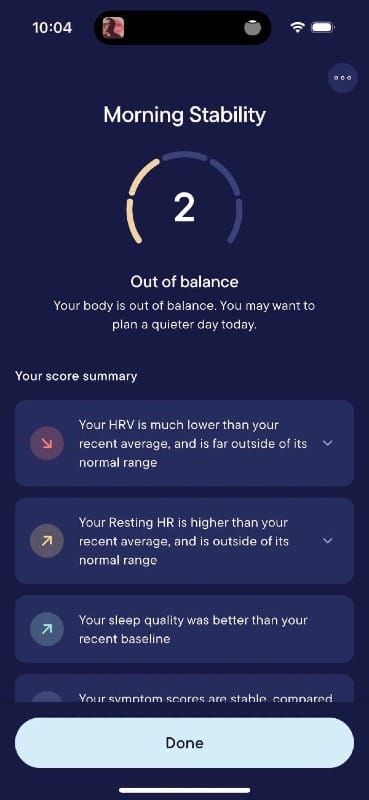 10:04
Morning Stability
2
Out of balance
Your body is out of balance. You may want to
plan a quieter day today.
Your score summary
Your HRV is much lower than your
recent average, and is far outside of its
normal range
Your Resting HR is higher than your
recent average, and is outside of its
normal range
Your sleep quality was better than your
recent baseline
Your symptom scores are stable, compared
Done